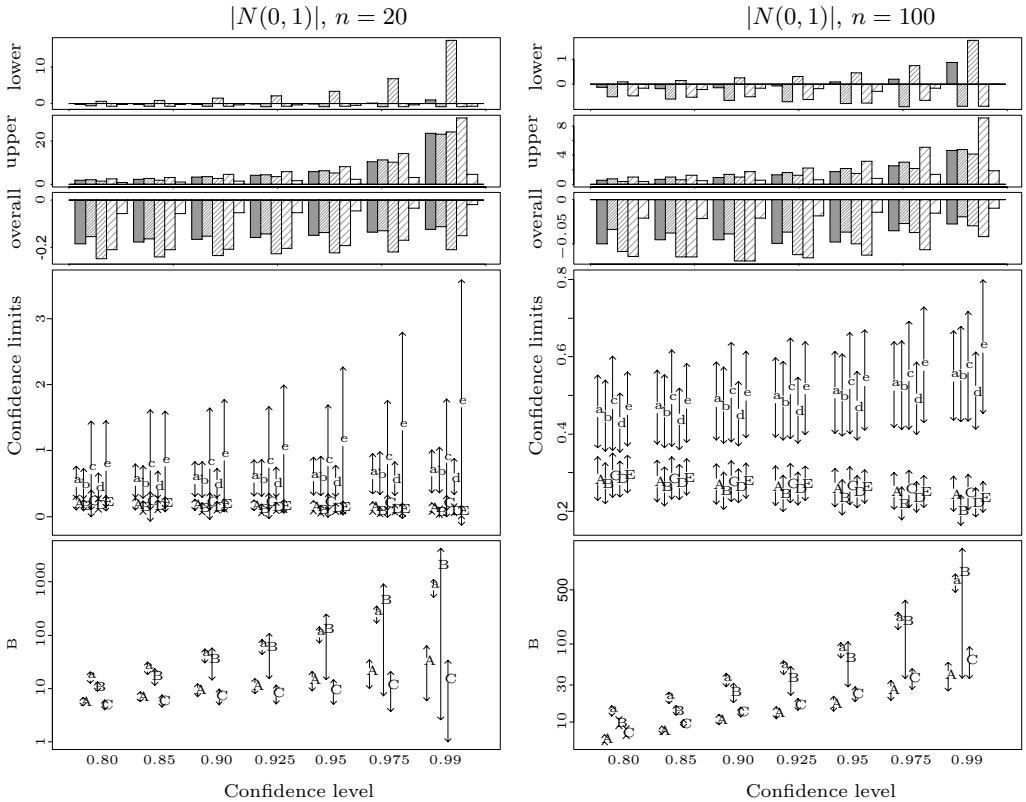 |N(0, 1)|, n = 20
|N(0, 1)|, n = 100
lower
0 10
lower
0 1
upper
0 20
upper
0 4 8
overall
-0.2 0
overall
−0.05 0
Confidence limits
0 1 2 3
a b c d e
A B C D E
Confidence limits
0.2 0.4 0.6 0.8
a b c d e
A B C D E
B
1 10 100 1000
a B A C
B
10 30 100 500
a B A C
0.80 0.85 0.90 0.925 0.95 0.975 0.99
0.80 0.85 0.90 0.925 0.95 0.975 0.99
Confidence level
Confidence level